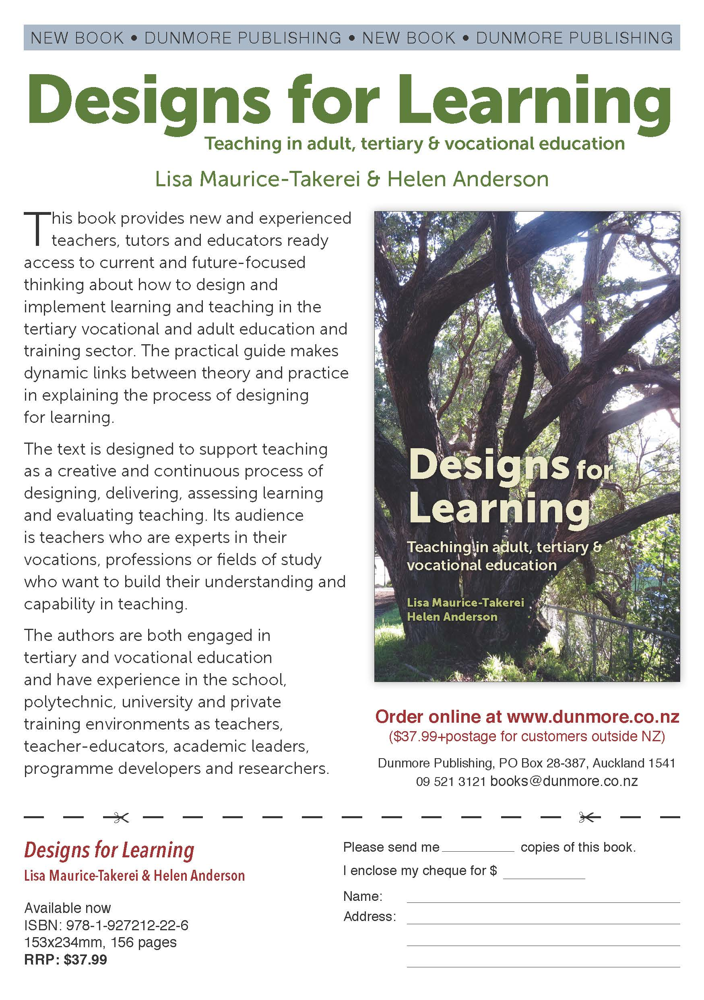 NEW BOOK • DUNMORE PUBLISHING • NEW BOOK • DUNMORE PUBLISHING
Designs for Learning
Teaching in adult, tertiary & vocational education
Lisa Maurice-Takerei & Helen Anderson
This book provides new and experienced
teachers, tutors and educators ready
access to current and future-focused
thinking about how to design and
implement learning and teaching in the
tertiary vocational and adult education and
training sector. The practical guide makes
dynamic links between theory and practice
in explaining the process of designing
for learning.
The text is designed to support teaching
as a creative and continuous process of
designing, delivering, assessing learning
and evaluating teaching. Its audience
is teachers who are experts in their
vocations, professions or fields of study
who want to build their understanding and
capability in teaching.
The authors are both engaged in
tertiary and vocational education
and have experience in the school,
polytechnic, university and private
training environments as teachers,
teacher-educators, academic leaders,
programme developers and researchers.
Designs for
Learning
Teaching in adult, tertiary &
vocational education
Lisa Maurice-Takerei
Helen Anderson
Order online at www.dunmore.co.nz
($37.99+postage for customers outside NZ)
Dunmore Publishing, PO Box 28-387, Auckland 1541
09 521 3121 books@dunmore.co.nz
Designs for Learning
Lisa Maurice-Takerei & Helen Anderson
Available now
ISBN: 978-1-927212-22-6
153x234mm, 156 pages
RRP: $37.99
Please send me copies of this book.
I enclose my cheque for $
Name:
Address: